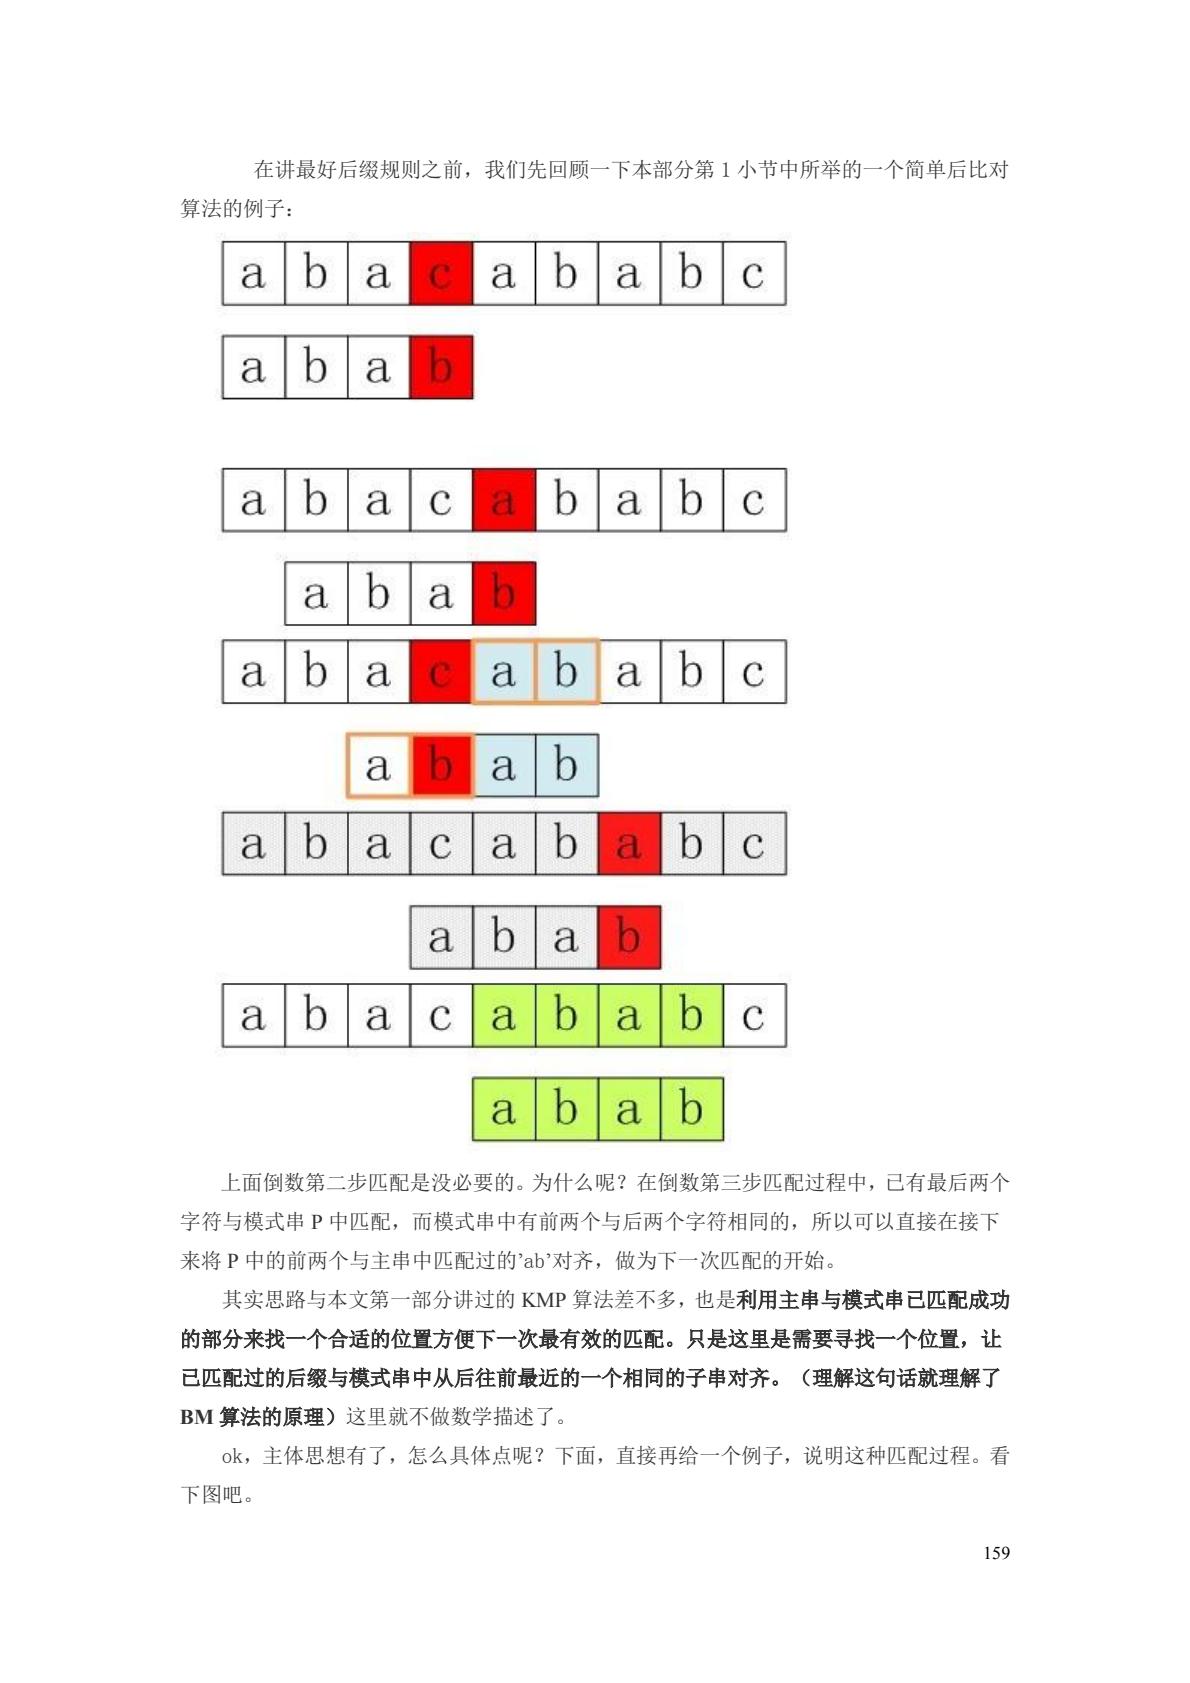 在讲最好后缀规则之前，我们先回顾一下本部分第 1 小节中所举的一个简单后比对
算法的例子：
a b a c a b a b c
a b a b
a b a c a b a b c
a b a b
a b a c a b a b c
a b a b
a b a c a b a b c
a b a b
a b a c a b a b c
a b a b
上面倒数第二步匹配是没必要的。为什么呢？在倒数第三步匹配过程中，已有最后两个
字符与模式串 P 中匹配，而模式串中有前两个与后两个字符相同的，所以可以直接在接下
来将 P 中的前两个与主串中匹配过的’ab’对齐，做为下一次匹配的开始。
其实思路与本文第一部分讲过的 KMP 算法差不多，也是利用主串与模式串已匹配成功
的部分来找一个合适的位置方便下一次最有效的匹配。只是这里是需要寻找一个位置，让
已匹配过的后缀与模式串中从后往前最近的一个相同的子串对齐。（理解这句话就理解了
BM 算法的原理）这里就不做数学描述了。
ok，主体思想有了，怎么具体点呢？下面，直接再给一个例子，说明这种匹配过程。看
下图吧。
159